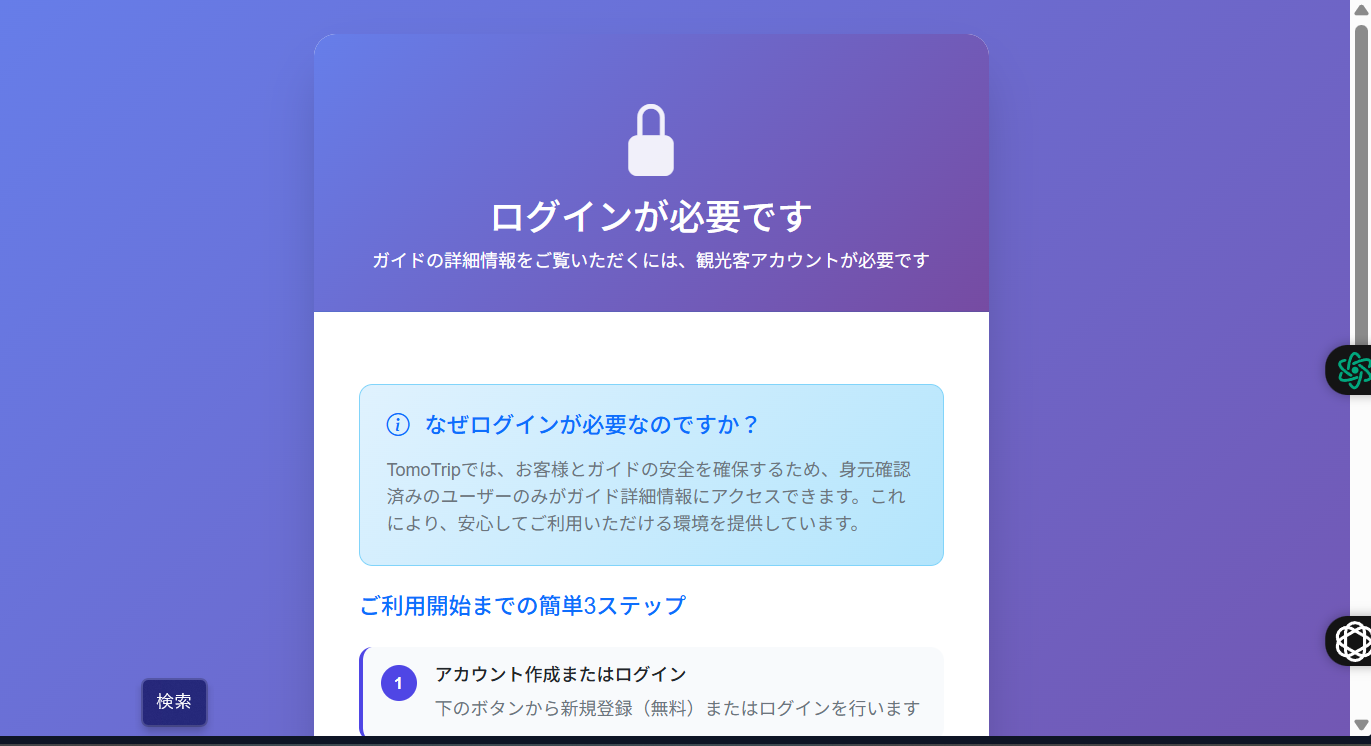 ログインが必要です
ガイドの詳細情報をご覧いただくには、観光客アカウントが必要です
なぜログインが必要なのですか？
TomoTripでは、お客様とガイドの安全を確保するため、身元確認
済みのユーザーのみがガイド詳細情報にアクセスできます。これ
により、安心してご利用いただける環境を提供しています。
ご利用開始までの簡単3ステップ
1
アカウント作成またはログイン
下のボタンから新規登録（無料）またはログインを行います
検索